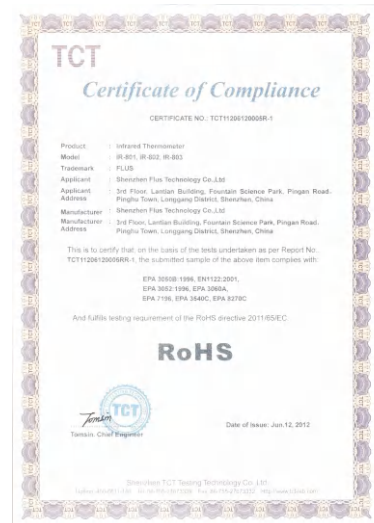 TCT
Certificate of Compliance
CERTIFICATE NO.: TCT11206120006R-1
Product : Infrared Thermometer
Model : IR-801, IR-802, IR-803
Trademark : FLUS
Applicant : Shenzhen Flus Technology Co.,Ltd
Applicant Address : 3rd Floor, Lantian Building, Fountain Science Park, Pingan Road,
Pinghu Town, Longgang District, Shenzhen, China
Manufacturer : Shenzhen Flus Technology Co.,Ltd
Manufacturer Address : 3rd Floor, Lantian Building, Fountain Science Park, Pingan Road,
Pinghu Town, Longgang District, Shenzhen, China
This is to certify that, on the basis of the tests undertaken as per Report No.
TCT11206120006RR-1, the submitted sample of the above item complies with:
EPA 3050B:1996, EN1122:2001,
EPA 3052:1996, EPA 3060A,
EPA 7196, EPA 3540C, EPA 8270C
And fulfills testing requirement of the RoHS directive 2011/65/EC.
RoHS
TCT
Tomsin
Tomsin. Chief Engineer
Date of Issue: Jun.12, 2012
Shenzhen TCT Testing Technology Co., Ltd.